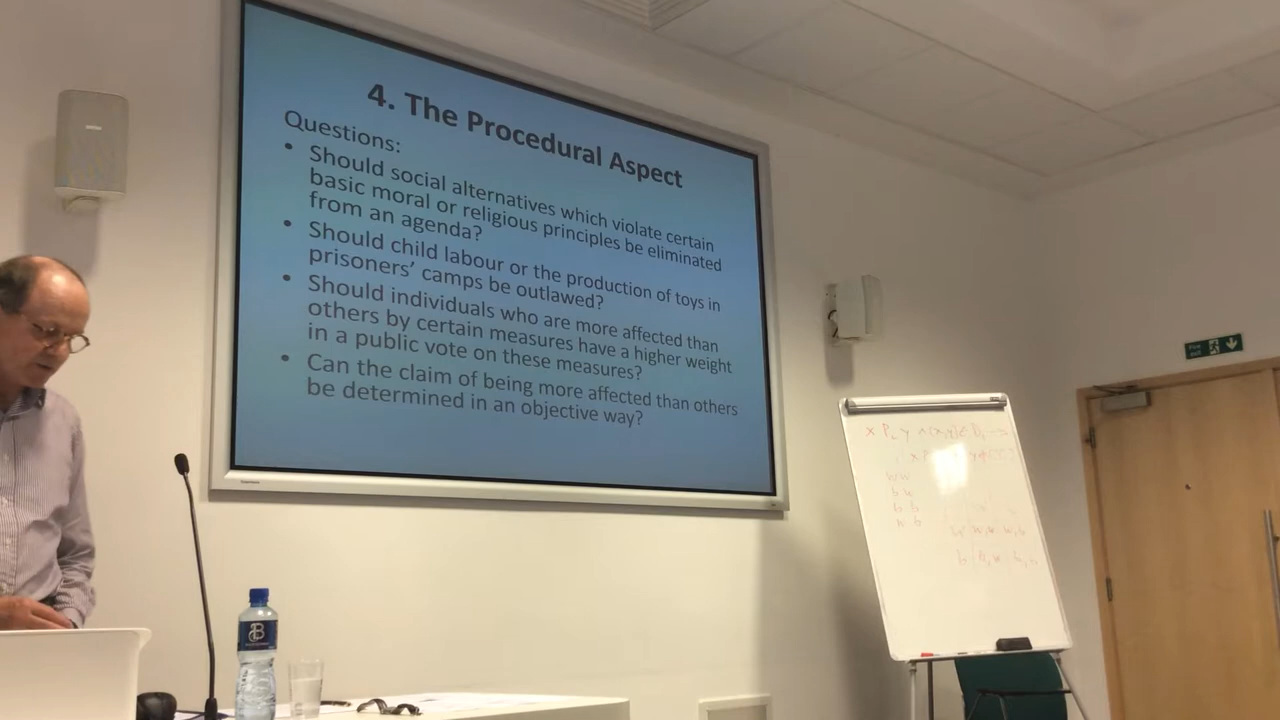 4. The Procedural Aspect
Questions:
• Should social alternatives which violate certain
basic moral or religious principles be eliminated
from an agenda?
• Should child labour or the production of toys in
prisoners' camps be outlawed?
• Should individuals who are more affected than
others by certain measures have a higher weight
in a public vote on these measures?
• Can the claim of being more affected than others
be determined in an objective way?